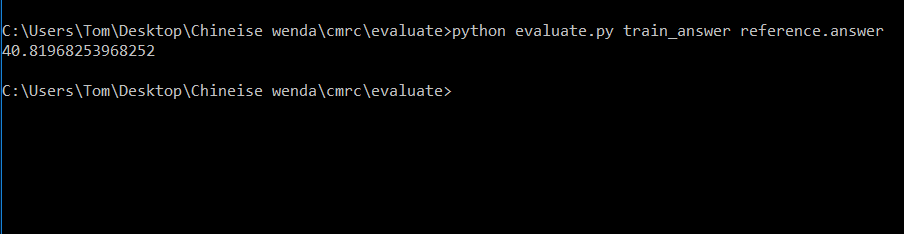 C:\Users\Tom\Desktop\Chineise wenda\cmrc\evaluate>python evaluate.py train_answer reference.answer
40.81968253968252
C:\Users\Tom\Desktop\Chineise wenda\cmrc\evaluate>